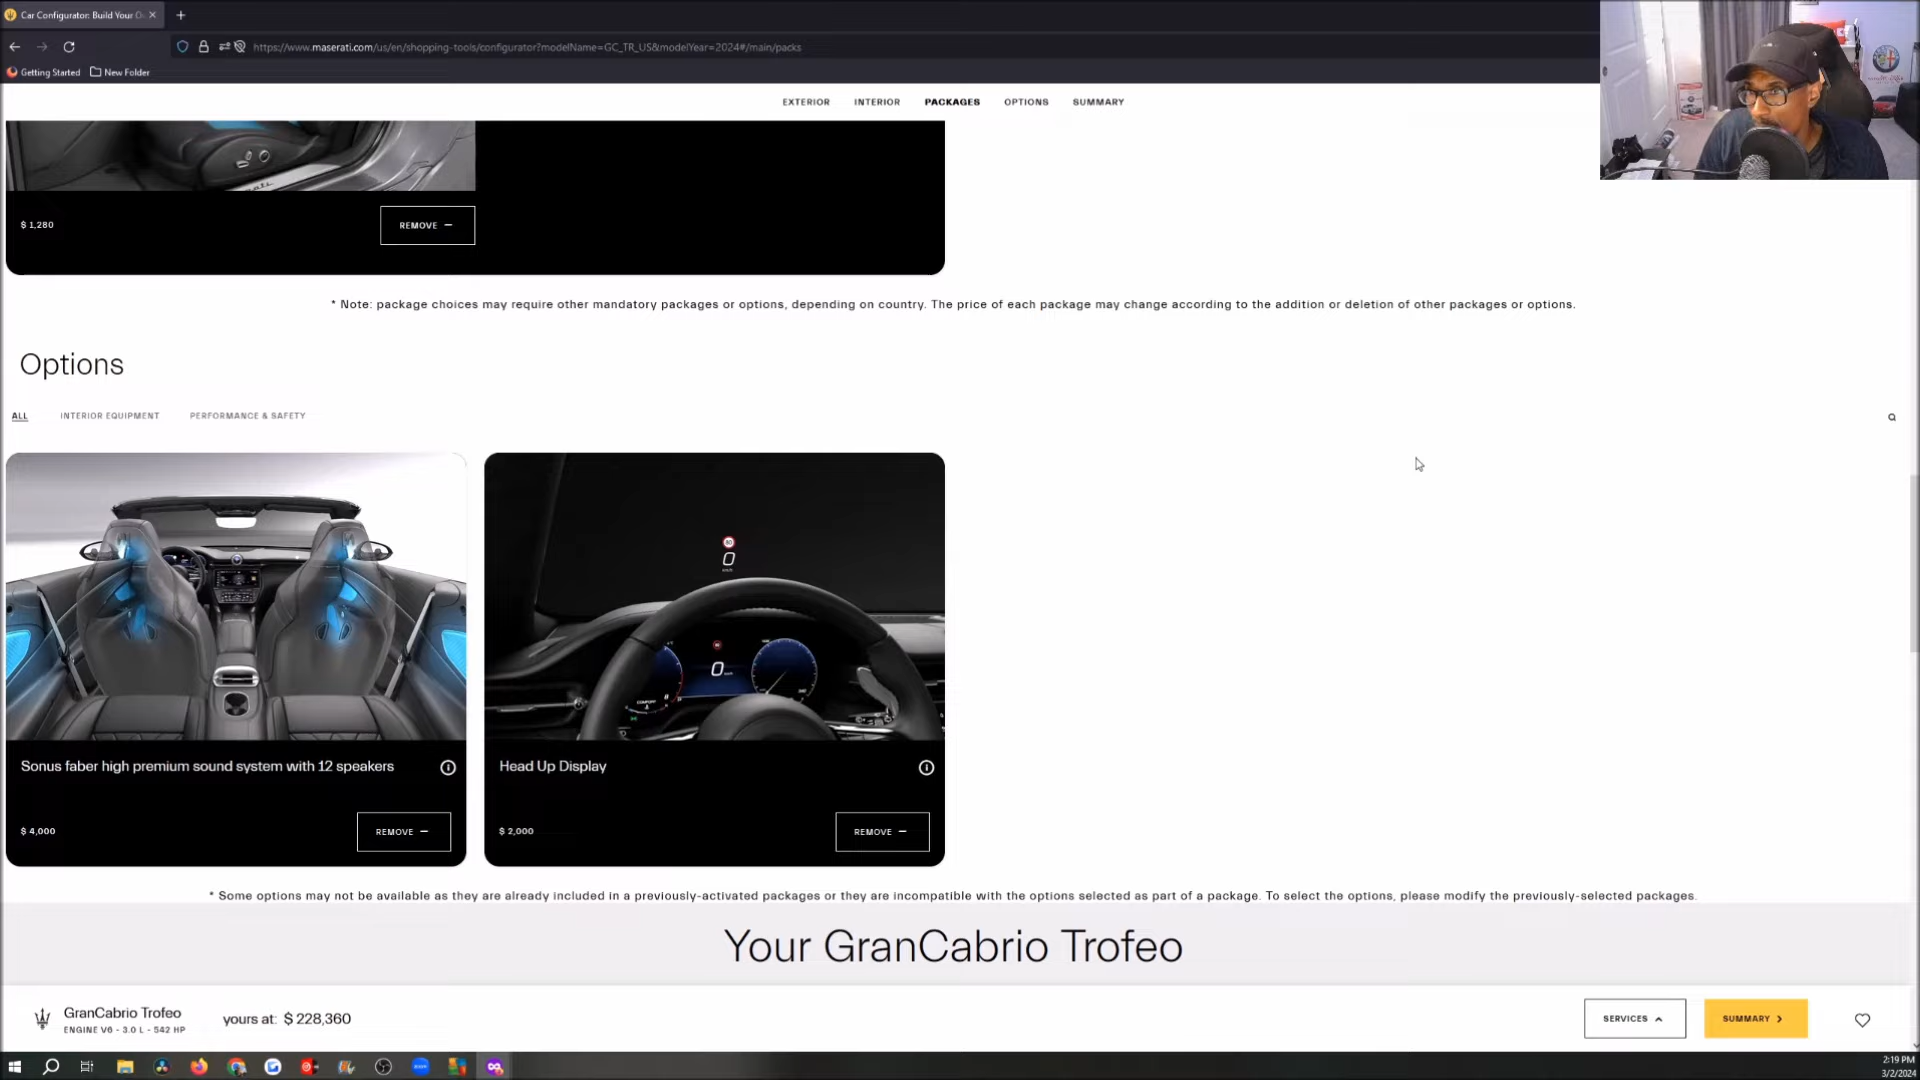 Car Configurator: Build Your O
https://www.maserati.com/us/en/shopping-tools/configurator?modelName=GC_TR_US&modelYear=2024#/main/packs
Getting Started
New Folder
EXTERIOR
INTERIOR
PACKAGES
OPTIONS
SUMMARY
$ 1,280
REMOVE —
* Note: package choices may require other mandatory packages or options, depending on country. The price of each package may change according to the addition or deletion of other packages or options.
Options
ALL
INTERIOR EQUIPMENT
PERFORMANCE & SAFETY
Sonus faber high premium sound system with 12 speakers
$ 4,000
REMOVE —
0
0
Head Up Display
$ 2,000
REMOVE —
* Some options may not be available as they are already included in a previously-activated packages or they are incompatible with the options selected as part of a package. To select the options, please modify the previously-selected packages.
Your GranCabrio Trofeo
GranCabrio Trofeo
ENGINE V6 - 3.0 L - 542 HP
yours at: $ 228,360
SERVICES
SUMMARY
2:19 PM
3/2/2024